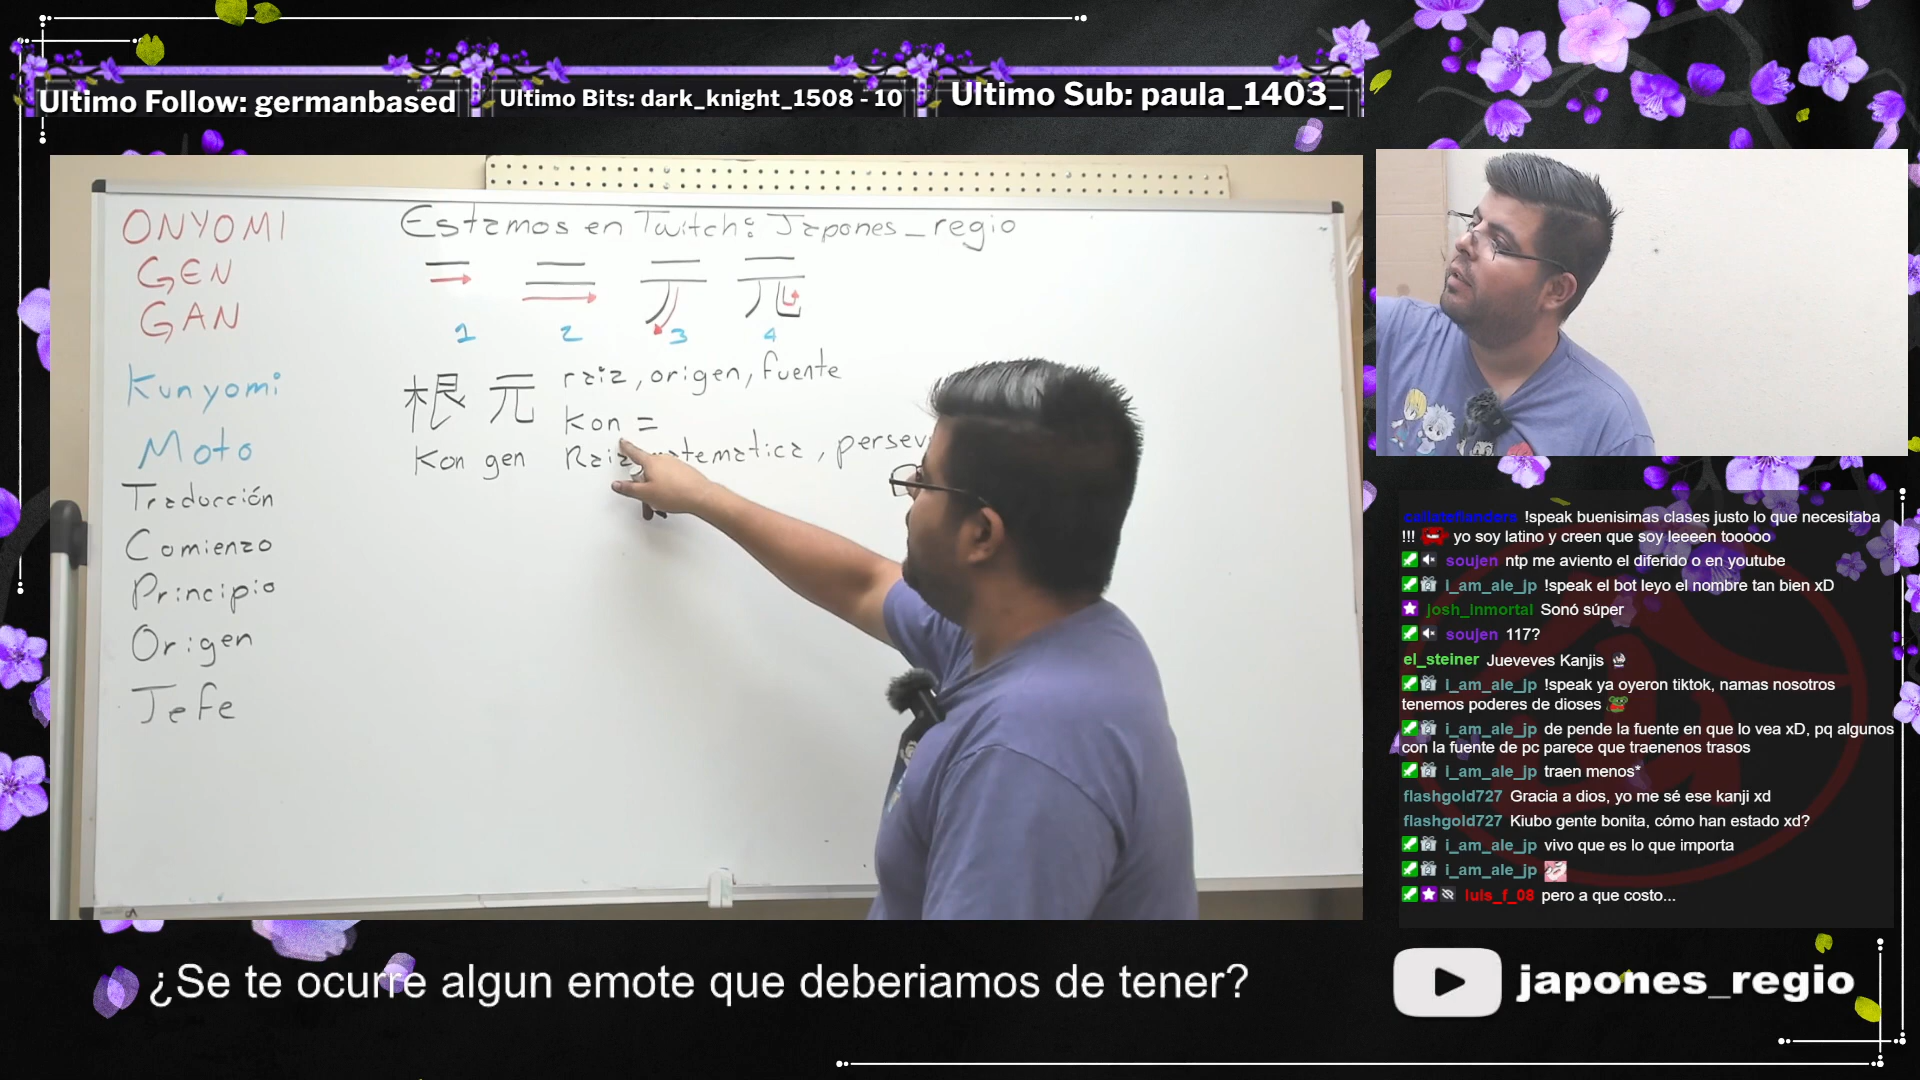 Ultimo Follow: germanbased
Ultimo Bits: dark_knight_1508 - 10
Ultimo Sub: paula_1403_
ONYOMI
GEN
GAN
Kunyomi
Moto
Traducción
Comienzo
Principio
Origen
Jefe
Estamos en Twitch: Japones_regio
1 2 3 4
根元 raiz, origen, fuente
Kon =
Kon gen Raiz matematica, persev
callateflanders !speak buenisimas clases justo lo que necesitaba
!!! yo soy latino y creen que soy leeeen tooooo
soujen ntp me aviento el diferido o en youtube
i_am_ale_jp !speak el bot leyo el nombre tan bien xD
josh_inmortal Sonó súper
soujen 117?
el_steiner Jueveves Kanjis
i_am_ale_jp !speak ya oyeron tiktok, namas nosotros
tenemos poderes de dioses
i_am_ale_jp de pende la fuente en que lo vea xD, pq algunos
con la fuente de pc parece que traenenos trasos
i_am_ale_jp traen menos*
flashgold727 Gracia a dios, yo me sé ese kanji xd
flashgold727 Kiubo gente bonita, cómo han estado xd?
i_am_ale_jp vivo que es lo que importa
i_am_ale_jp
luis_f_08 pero a que costo...
¿Se te ocurre algun emote que deberiamos de tener?
japones_regio